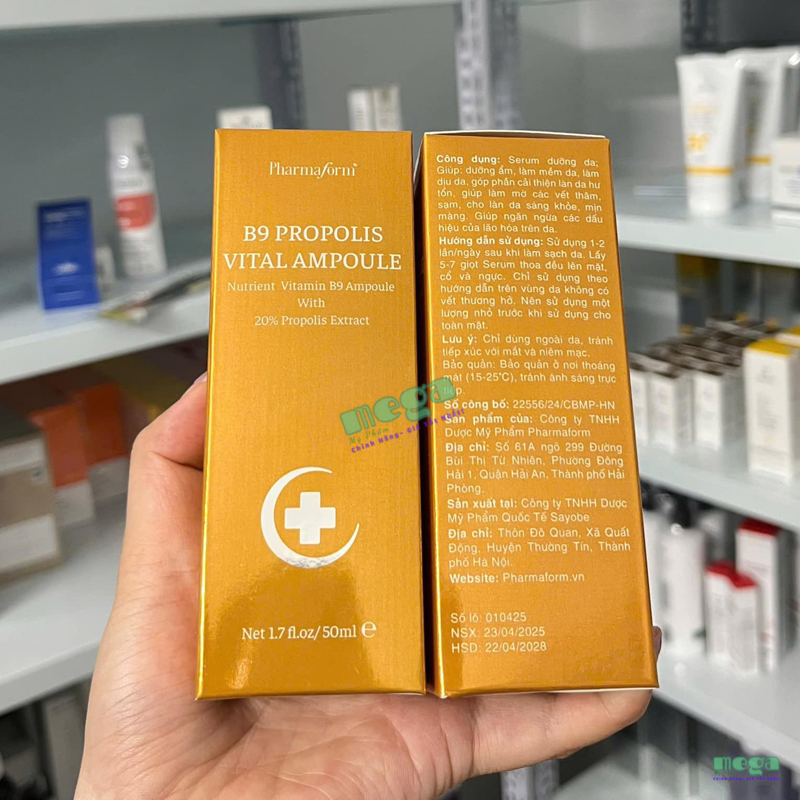 Pharmaform
B9 PROPOLIS
VITAL AMPOULE
Nutrient Vitamin B9 Ampoule
With
20% Propolis Extract
Net 1.7 fl.oz/50ml e
Công dụng: Serum dưỡng da;
Giúp: dưỡng ẩm, làm mềm da, làm
dịu da, góp phần cải thiện làn da hư
tổn, giúp làm mờ các vết thâm,
sạm, cho làn da sáng khỏe, mịn
màng. Giúp ngăn ngừa các dấu
hiệu của lão hóa trên da.
Hướng dẫn sử dụng: Sử dụng 1-2
lần/ngày sau khi làm sạch da. Lấy
5-7 giọt Serum thoa đều lên mặt,
cổ và ngực. Chỉ sử dụng theo
hướng dẫn trên vùng da không có
vết thương hở. Nên sử dụng một
lượng nhỏ trước khi sử dụng cho
toàn mặt.
Lưu ý: Chỉ dùng ngoài da, tránh
tiếp xúc với mắt và niêm mạc.
Bảo quản: Bảo quản ở nơi thoáng
mái (15-25°C), tránh ánh sáng trực
Số công bố: 22556/24/CBMP-HN
Sản phẩm của: Công ty TNHH
Dược Mỹ Phẩm Pharmaform
Địa chỉ: Số 61A ngõ 299 Đường
Bùi Thị Từ Nhiên, Phường Đông
Hải 1, Quận Hải An, Thành phố Hải
Phòng.
Sản xuất tại: Công ty TNHH Dược
Mỹ Phẩm Quốc Tế Sayobe
Địa chỉ: Thôn Đô Quan, Xã Quất
Động, Huyện Thường Tín, Thành
phố Hà Nội.
Website: Pharmaform.vn
Số lô: 010425
NSX: 23/04/2025
HSD: 22/04/2028
mega
Mỹ Phẩm
Chính Hãng- Giá Tốt Nhất!
mega